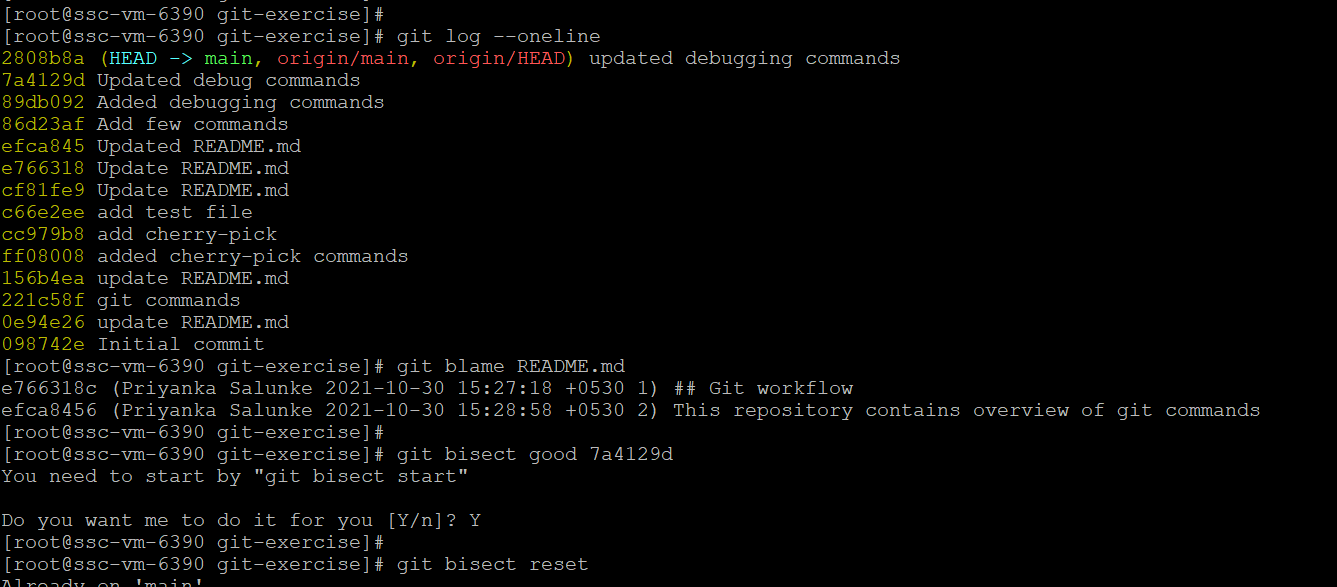 [root@ssc-vm-6390 git-exercise]#
[root@ssc-vm-6390 git-exercise]# git log --oneline
2808b8a (HEAD -> main, origin/main, origin/HEAD) updated debugging commands
7a4129d Updated debug commands
89db092 Added debugging commands
86d23af Add few commands
efca845 Updated README.md
e766318 Update README.md
cf81fe9 Update README.md
c66e2ee add test file
cc979b8 add cherry-pick
ff08008 added cherry-pick commands
156b4ea update README.md
221c58f git commands
0e94e26 update README.md
098742e Initial commit
[root@ssc-vm-6390 git-exercise]# git blame README.md
e766318c (Priyanka Salunke 2021-10-30 15:27:18 +0530 1) ## Git workflow
efca8456 (Priyanka Salunke 2021-10-30 15:28:58 +0530 2) This repository contains overview of git commands
[root@ssc-vm-6390 git-exercise]#
[root@ssc-vm-6390 git-exercise]# git bisect good 7a4129d
You need to start by "git bisect start"
Do you want me to do it for you [Y/n]? Y
[root@ssc-vm-6390 git-exercise]#
[root@ssc-vm-6390 git-exercise]# git bisect reset
Already on 'main'